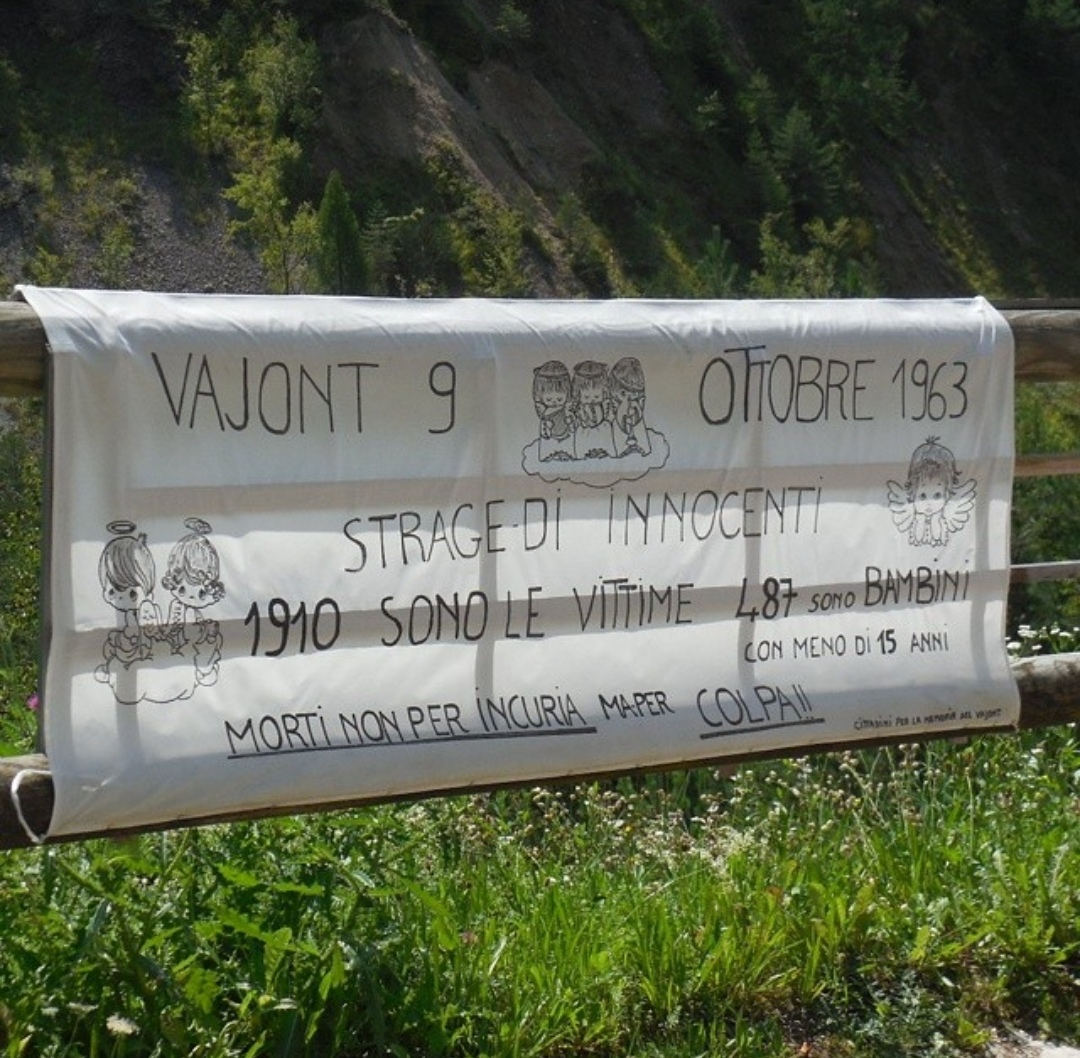 VAJONT 9 OTTOBRE 1963
STRAGE DI INNOCENTI
1910 SONO LE VITTIME 487 SONO BAMBINI
CON MENO DI 15 ANNI
MORTI NON PER INCURIA MA PER COLPA!!
CITTADINI PER LA MEMORIA DEL VAJONT